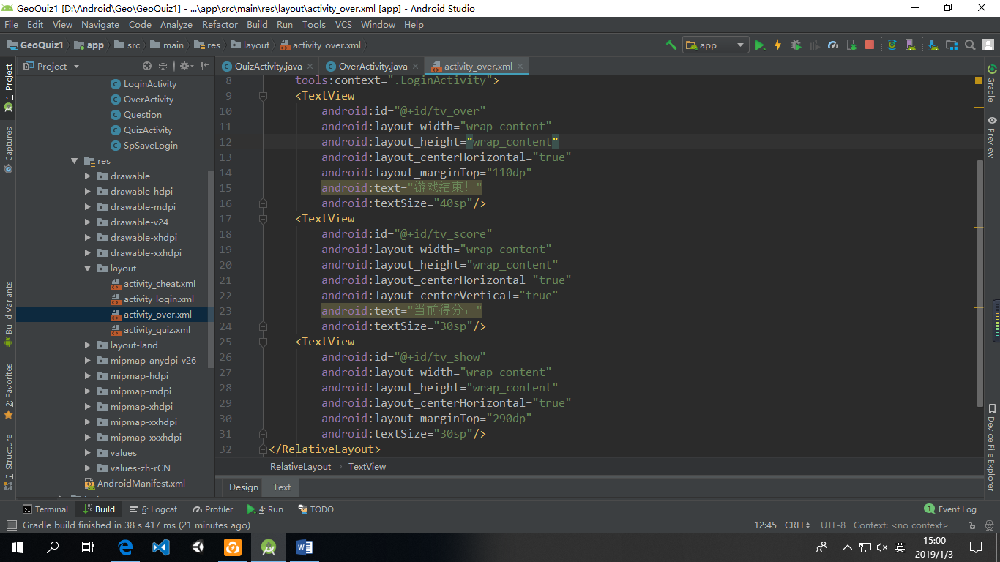 GeoQuiz1 [D:\Android\Geo\GeoQuiz1] - ...\app\src\main\res\layout\activity_over.xml [app] - Android Studio
File Edit View Navigate Code Analyze Refactor Build Run Tools VCS Window Help
GeoQuiz1 app src main res layout activity_over.xml app
Project QuizActivity.java OverActivity.java activity_over.xml
1: Project
Captures
Build Variants
2: Favorites
7: Structure
LoginActivity
OverActivity
Question
QuizActivity
SpSaveLogin
res
drawable
drawable-hdpi
drawable-mdpi
drawable-v24
drawable-xhdpi
drawable-xxhdpi
layout
activity_cheat.xml
activity_login.xml
activity_over.xml
activity_quiz.xml
layout-land
mipmap-anydpi-v26
mipmap-hdpi
mipmap-mdpi
mipmap-xhdpi
mipmap-xxhdpi
mipmap-xxxhdpi
values
values-zh-rCN
AndroidManifest.xml
8 tools:context=".LoginActivity">
9 <TextView
10 android:id="@+id/tv_over"
11 android:layout_width="wrap_content"
12 android:layout_height="wrap_content"
13 android:layout_centerHorizontal="true"
14 android:layout_marginTop="110dp"
15 android:text="游戏结束！"
16 android:textSize="40sp"/>
17 <TextView
18 android:id="@+id/tv_score"
19 android:layout_width="wrap_content"
20 android:layout_height="wrap_content"
21 android:layout_centerHorizontal="true"
22 android:layout_centerVertical="true"
23 android:text="当前得分："
24 android:textSize="30sp"/>
25 <TextView
26 android:id="@+id/tv_show"
27 android:layout_width="wrap_content"
28 android:layout_height="wrap_content"
29 android:layout_centerHorizontal="true"
30 android:layout_marginTop="290dp"
31 android:textSize="30sp"/>
32 </RelativeLayout>
RelativeLayout TextView
Design Text
Gradle
Preview
Device File Explorer
Terminal Build 6: Logcat Profiler 4: Run TODO 1 Event Log
Gradle build finished in 38 s 417 ms (21 minutes ago) 12:45 CRLF UTF-8 Context: <no context>
英 15:00
2019/1/3